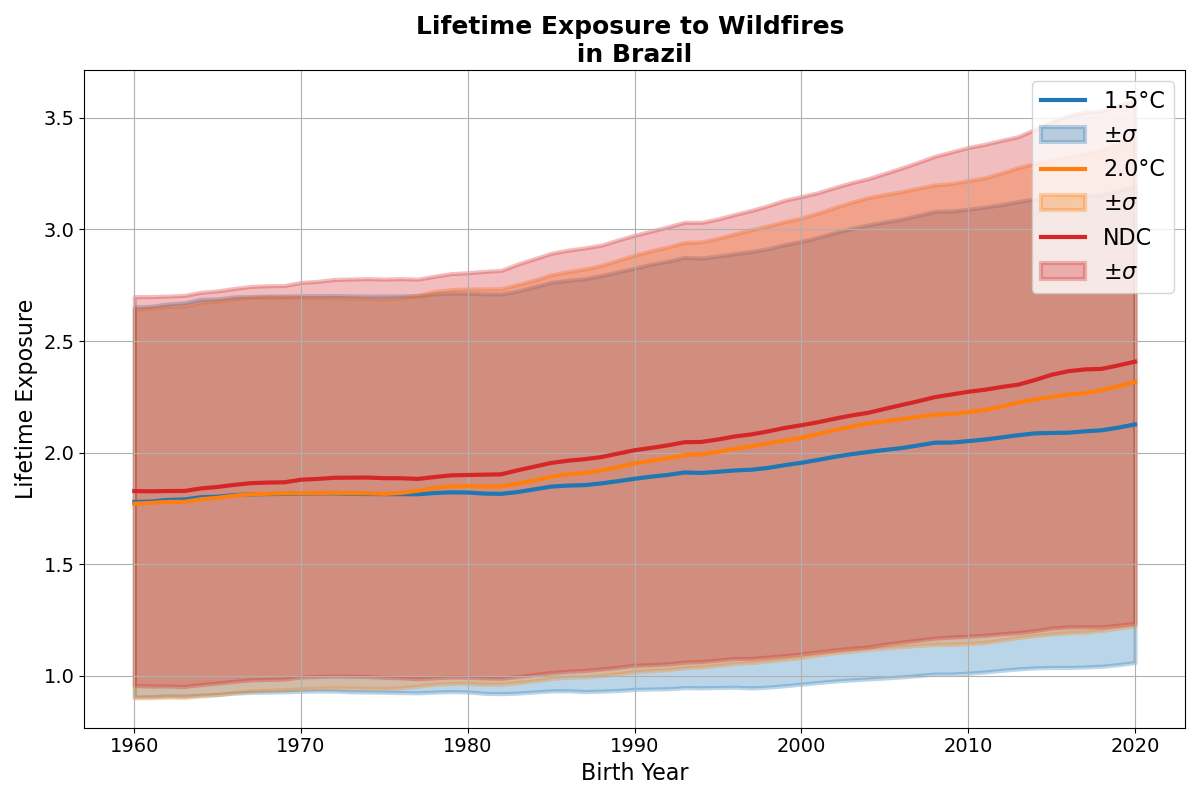 Lifetime Exposure to Wildfires
in Brazil
Lifetime Exposure
3.5
3.0
2.5
2.0
1.5
1.0
1960
1970
1980
1990
2000
2010
2020
Birth Year
1.5°C
±σ
2.0°C
±σ
NDC
±σ